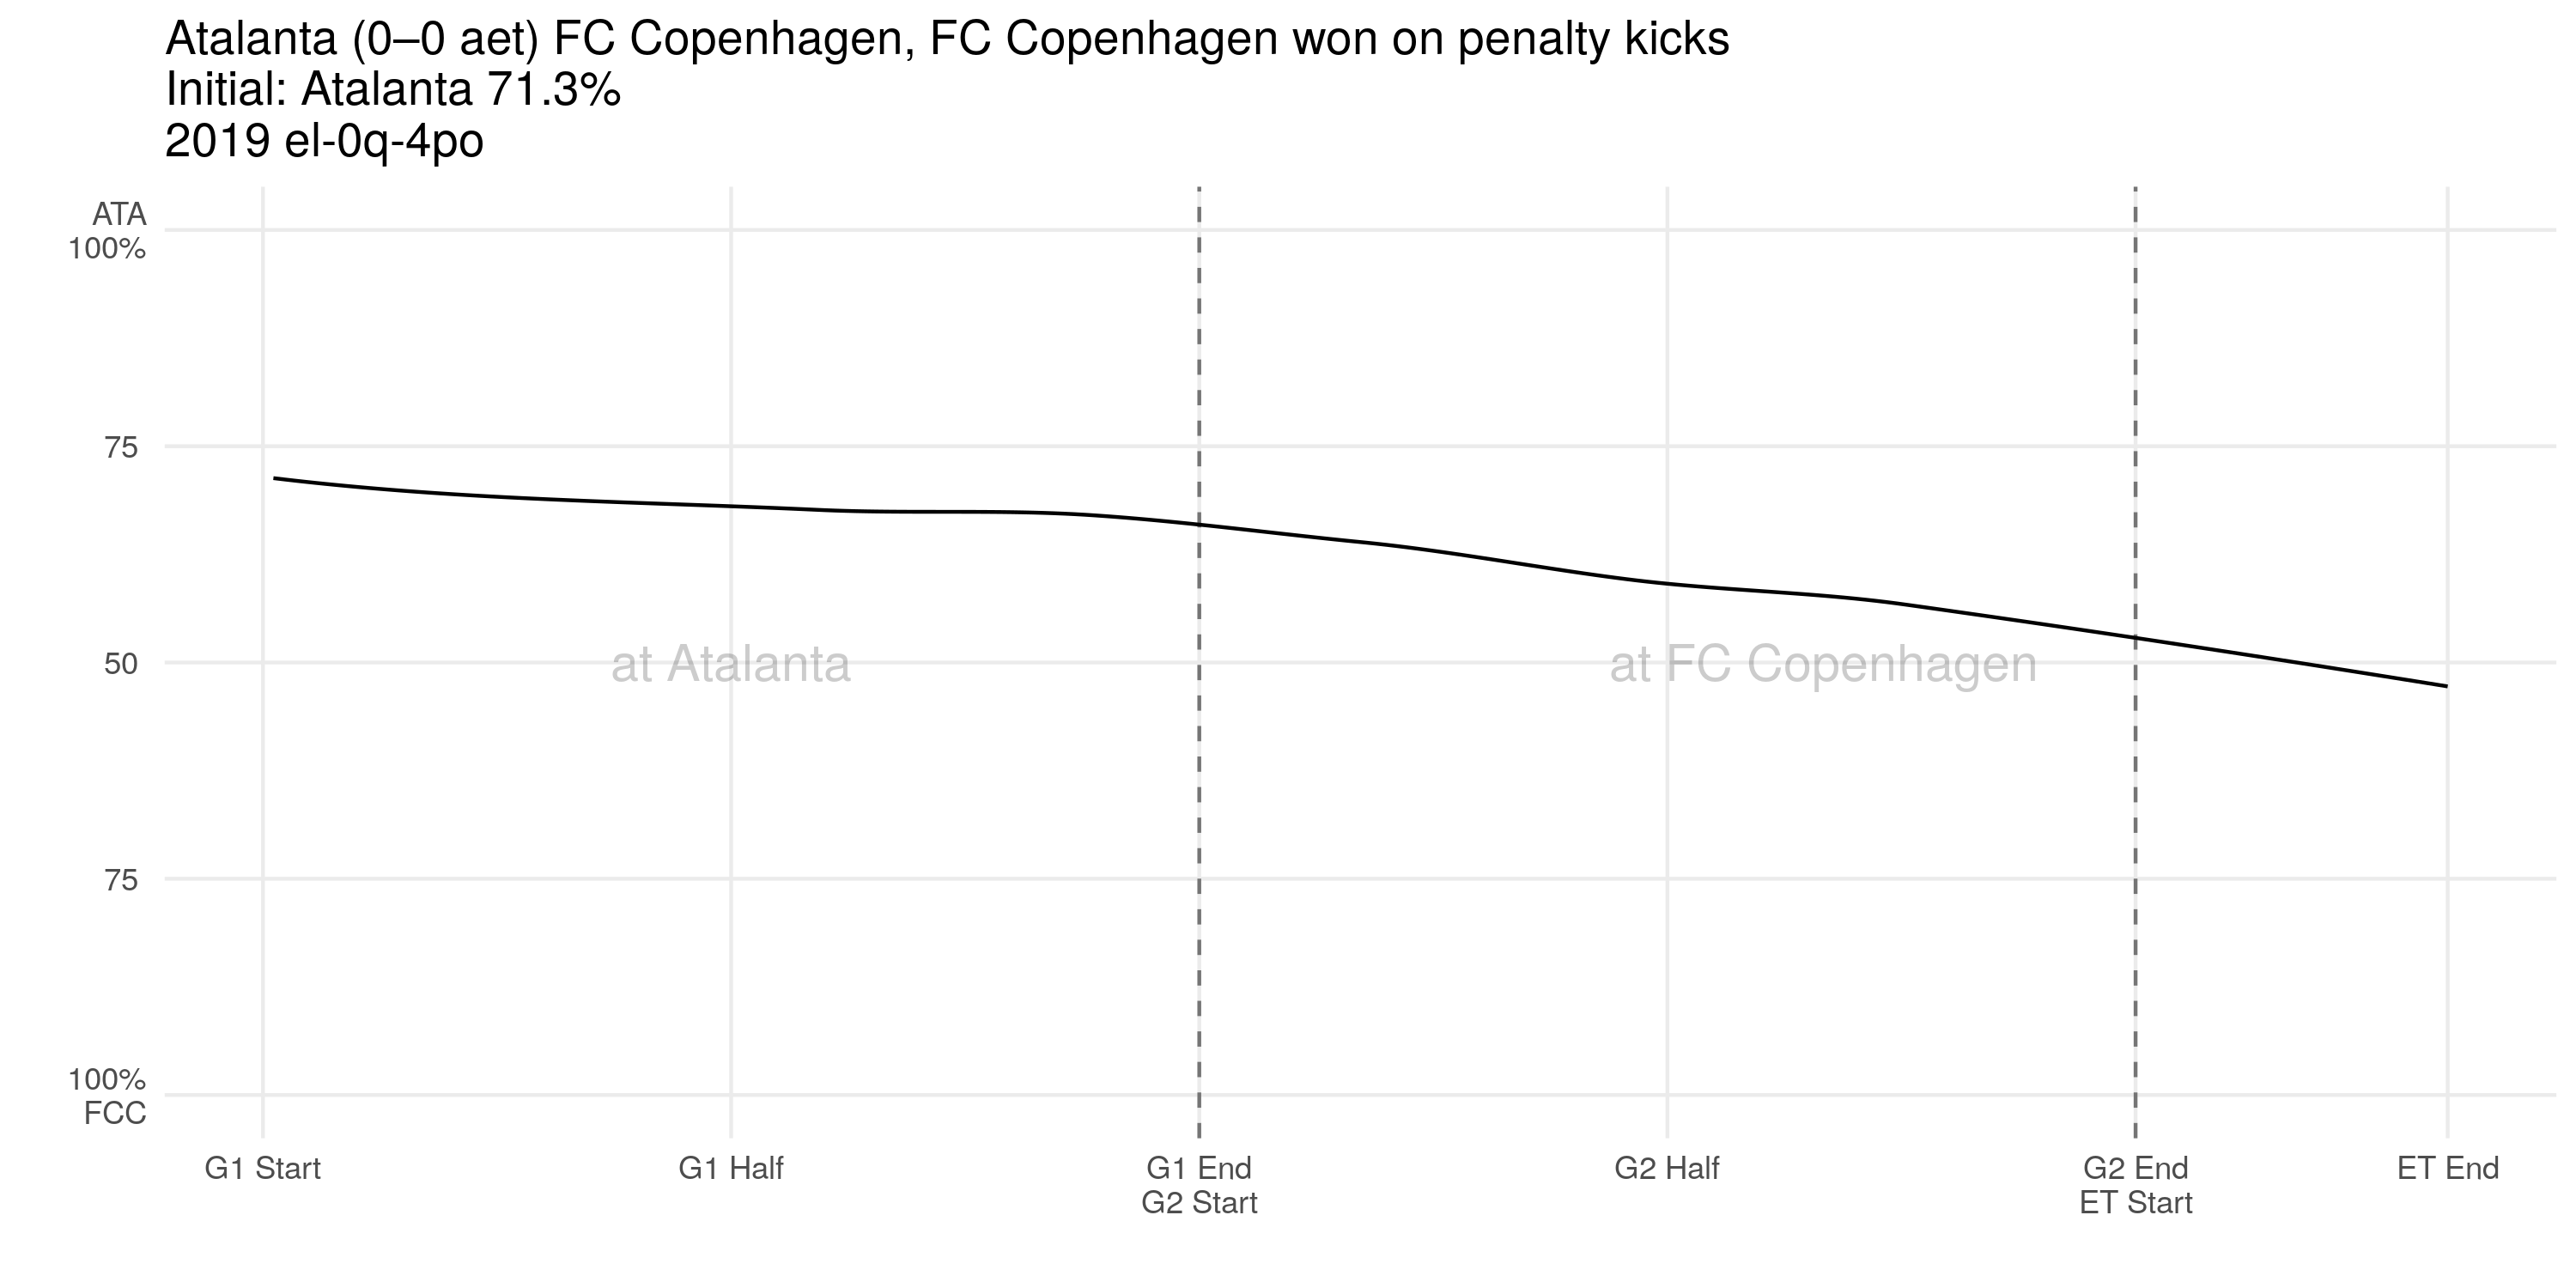 Atalanta (0–0 aet) FC Copenhagen, FC Copenhagen won on penalty kicks
Initial: Atalanta 71.3%
2019 el-0q-4po
ATA
100%
75
50
75
100%
FCC
at Atalanta
at FC Copenhagen
G1 Start
G1 Half
G1 End
G2 Start
G2 Half
G2 End
ET Start
ET End